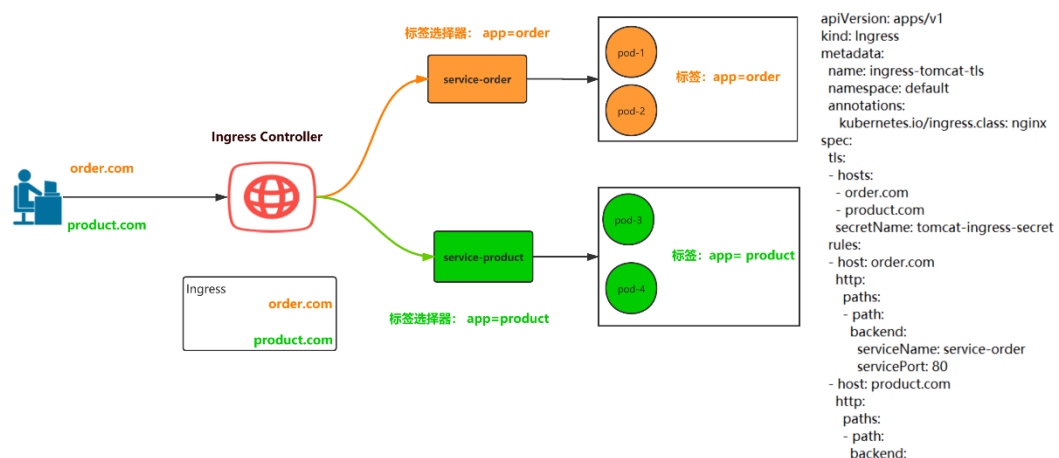 标签选择器： app=order
service-order
pod-1
pod-2
标签：app=order
Ingress Controller
order.com
product.com
service-product
pod-3
pod-4
标签：app= product
标签选择器： app=product
Ingress
order.com
product.com
apiVersion: apps/v1
kind: Ingress
metadata:
  name: ingress-tomcat-tls
  namespace: default
  annotations:
    kubernetes.io/ingress.class: nginx
spec:
  tls:
  - hosts:
    - order.com
    - product.com
    secretName: tomcat-ingress-secret
  rules:
  - host: order.com
    http:
      paths:
      - path:
        backend:
          serviceName: service-order
          servicePort: 80
  - host: product.com
    http:
      paths:
      - path:
        backend: